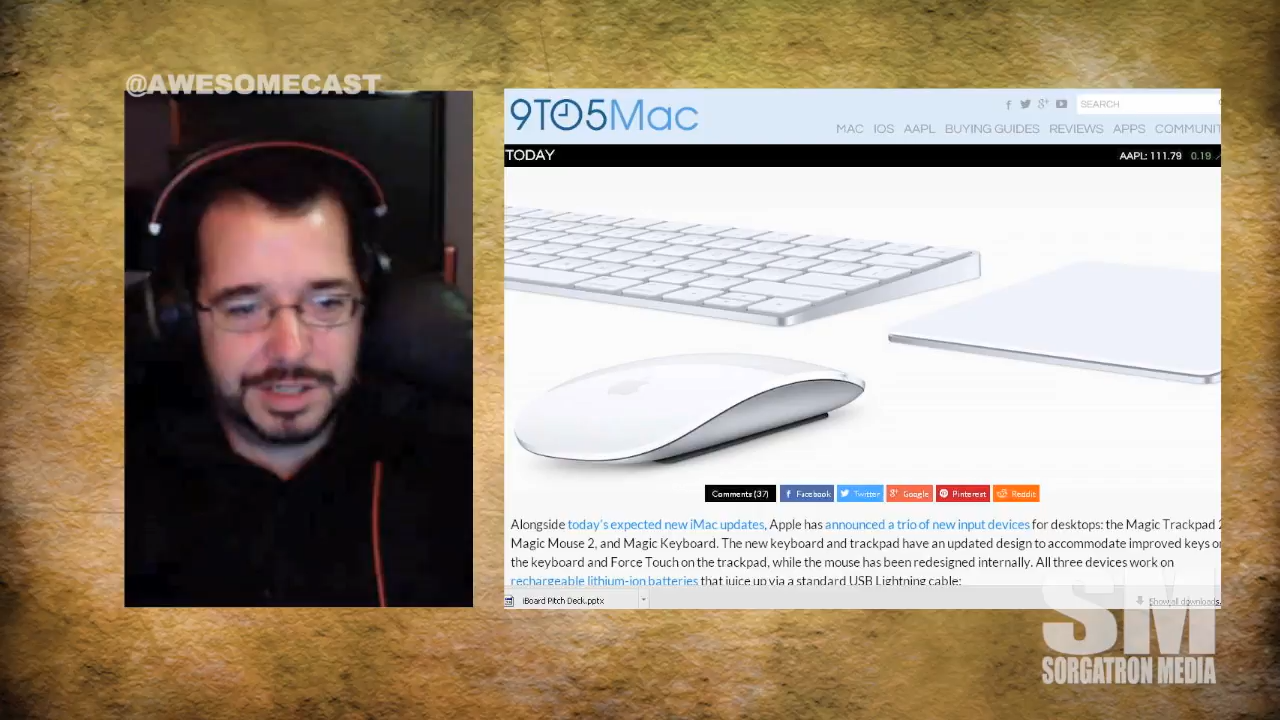 @AWESOMECAST
9TO5Mac
SEARCH
MAC IOS AAPL BUYING GUIDES REVIEWS APPS COMMUNIT
TODAY
AAPL: 111.79 0.19
Comments (37) Facebook Twitter Google Pinterest Reddit
Alongside today's expected new iMac updates, Apple has announced a trio of new input devices for desktops: the Magic Trackpad 2
Magic Mouse 2, and Magic Keyboard. The new keyboard and trackpad have an updated design to accommodate improved keys on
the keyboard and Force Touch on the trackpad, while the mouse has been redesigned internally. All three devices work on
rechargeable lithium-ion batteries that juice up via a standard USB Lightning cable:
iBoard Pitch Deck.pptx
Show all downloads
SM
SORGATRON MEDIA